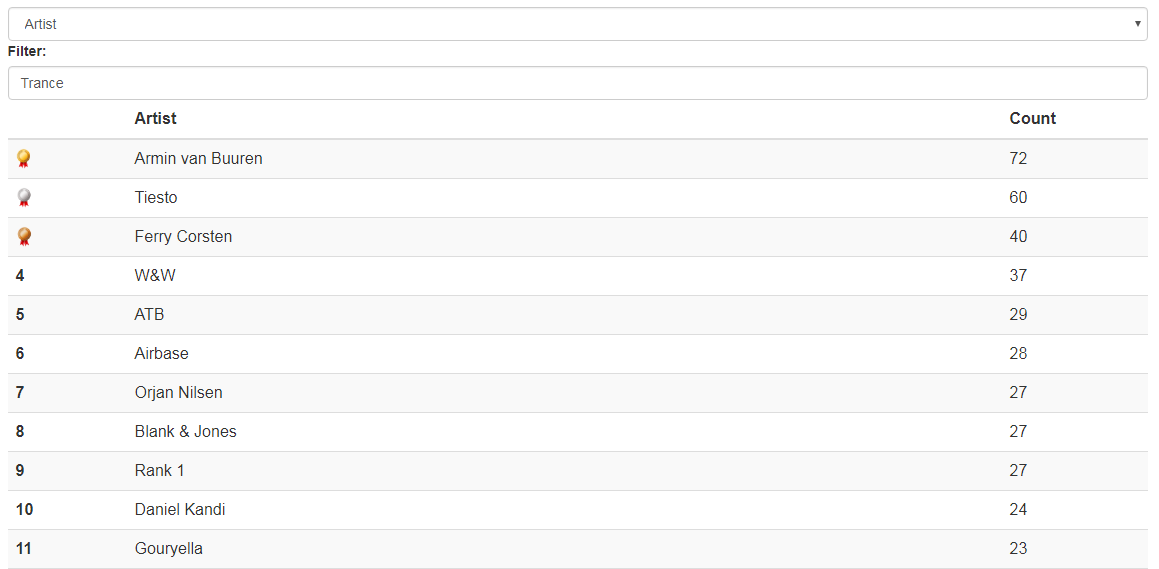 Artist
Filter:
Trance
Artist Count
Armin van Buuren 72
Tiesto 60
Ferry Corsten 40
4 W&W 37
5 ATB 29
6 Airbase 28
7 Orjan Nilsen 27
8 Blank & Jones 27
9 Rank 1 27
10 Daniel Kandi 24
11 Gouryella 23